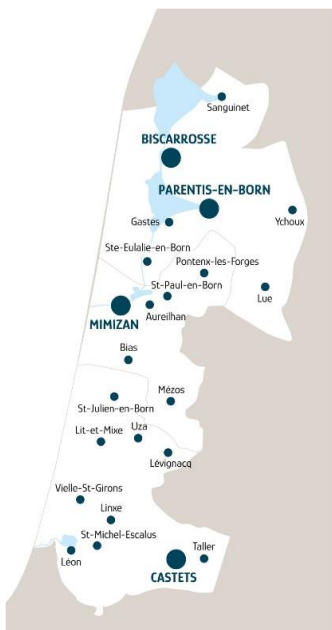 Sanguinet
BISCARROSSE
PARENTIS-EN-BORN
Gastes
Ychoux
Ste-Eulalie-en-Born
Pontenx-les-Forges
St-Paul-en-Born
Lue
Aureilhan
MIMIZAN
Bias
Mézos
St-Julien-en-Born
Lit-et-Mixe
Uza
Lévignacq
Vielle-St-Girons
Linxe
St-Michel-Escalus
Léon
Taller
CASTETS